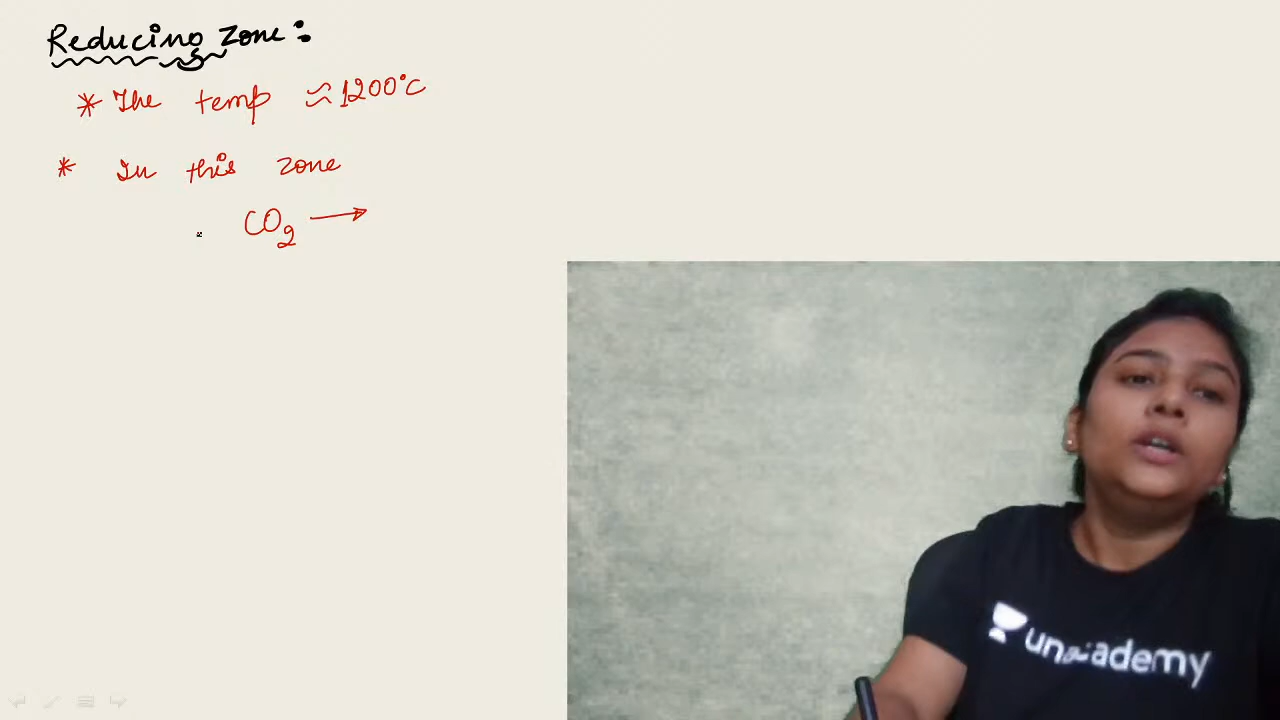 Reducing zone :
* The temp ≈ 1200°C
* In this zone
CO₂ →
unacademy